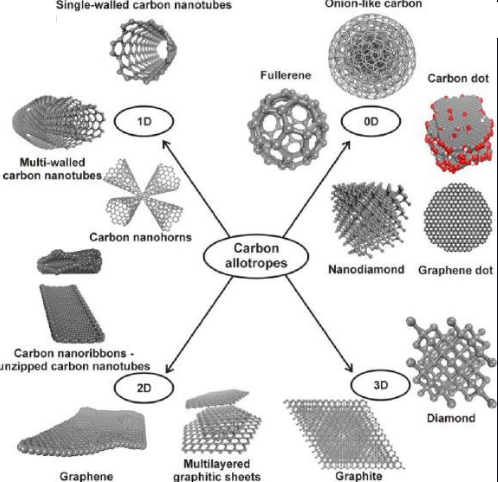 Single-walled carbon nanotubes
Onion-like carbon
Fullerene
Carbon dot
1D
0D
Multi-walled
carbon nanotubes
Carbon nanohorns
Carbon
allotropes
Nanodiamond
Graphene dot
Carbon nanoribbons -
unzipped carbon nanotubes
2D
3D
Diamond
Graphene
Multilayered
graphitic sheets
Graphite